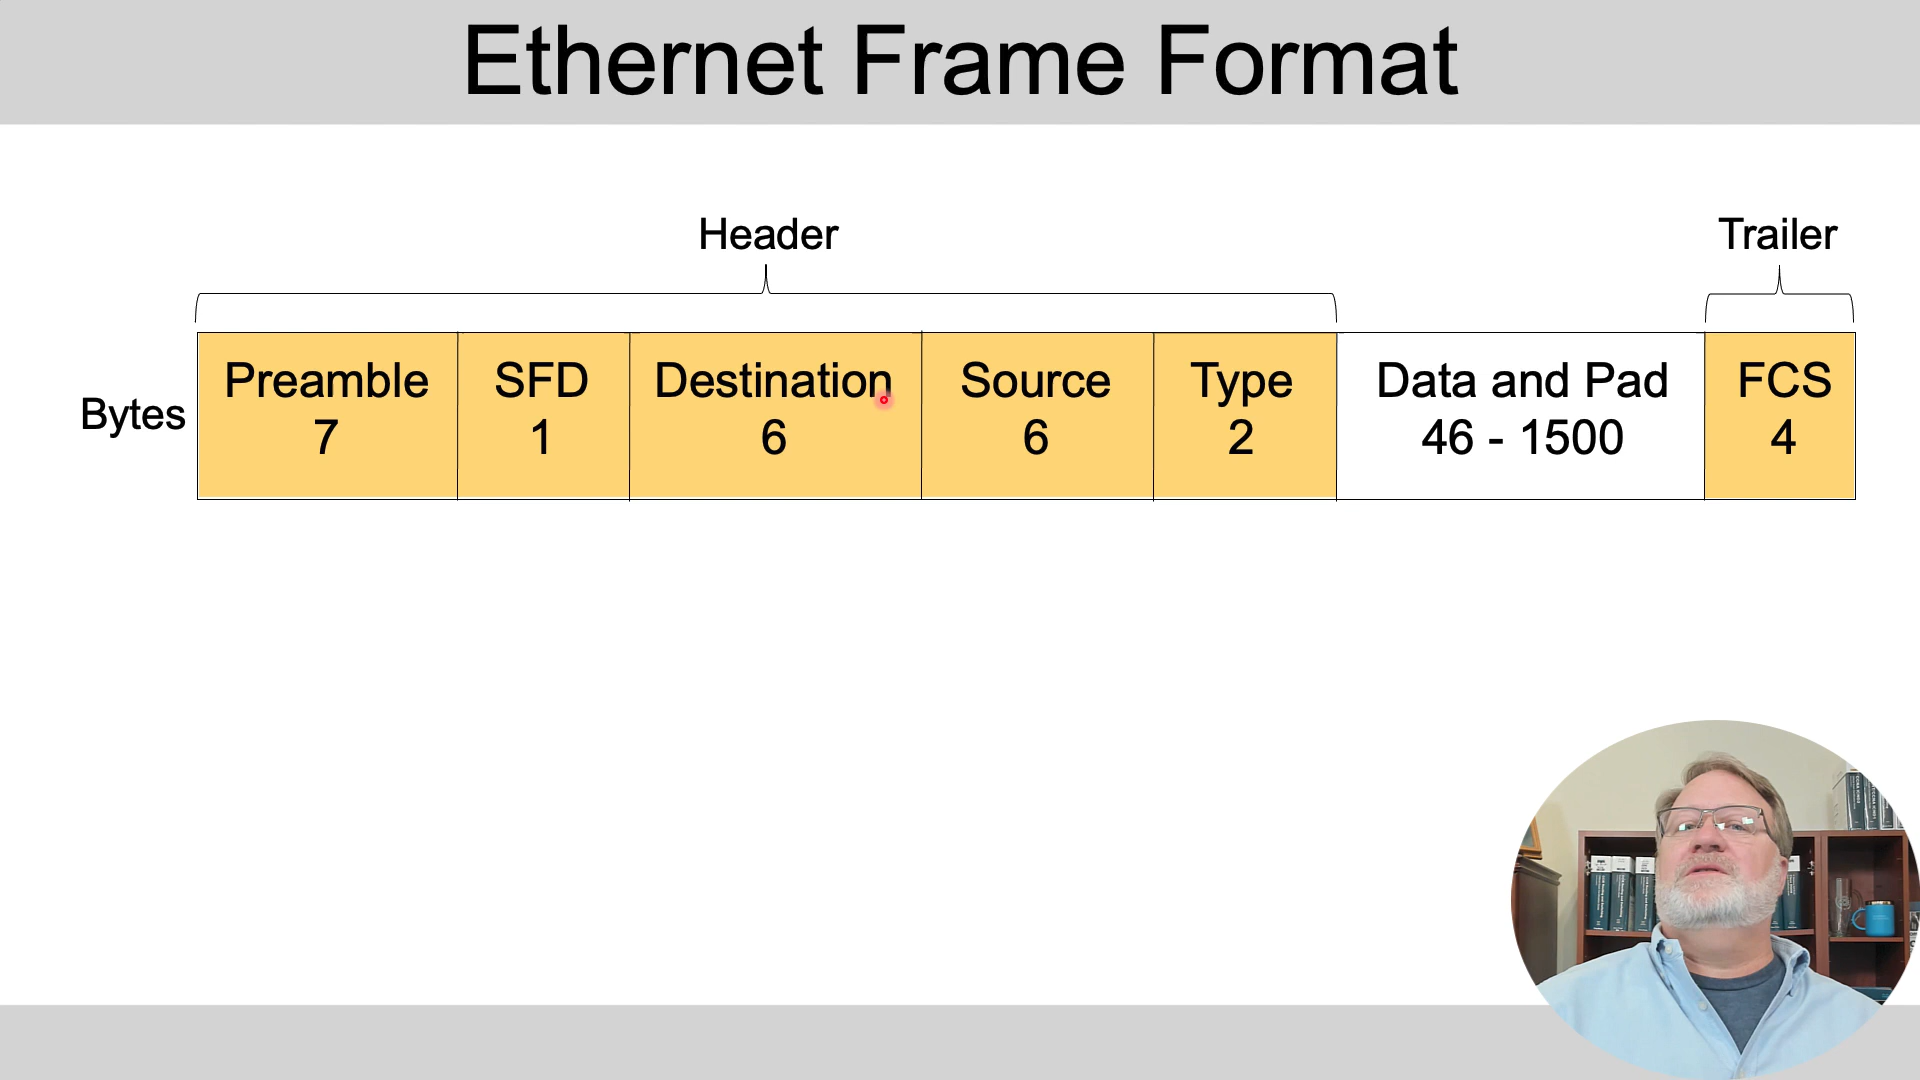 Ethernet Frame Format
Header
Trailer
Bytes
Preamble
7
SFD
1
Destination
6
Source
6
Type
2
Data and Pad
46 - 1500
FCS
4